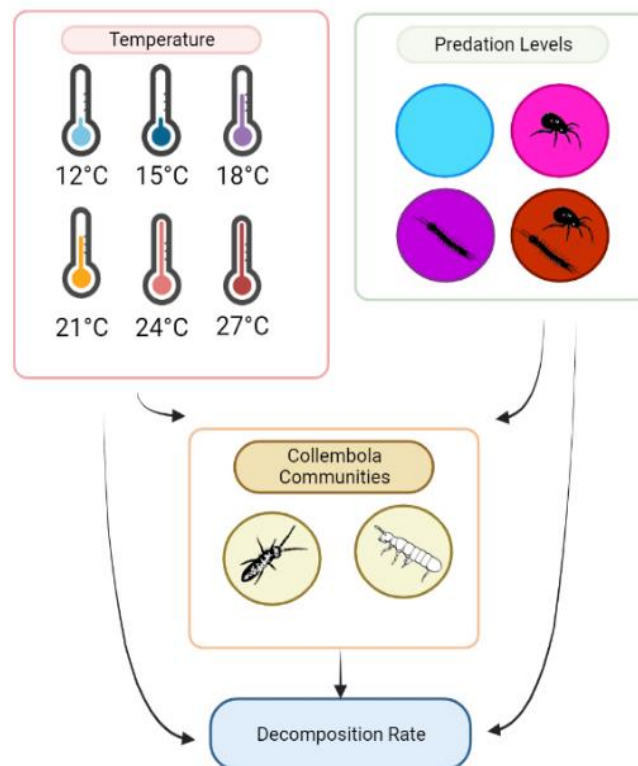 Temperature
12°C 15°C 18°C
21°C 24°C 27°C
Predation Levels
Collembola
Communities
Decomposition Rate